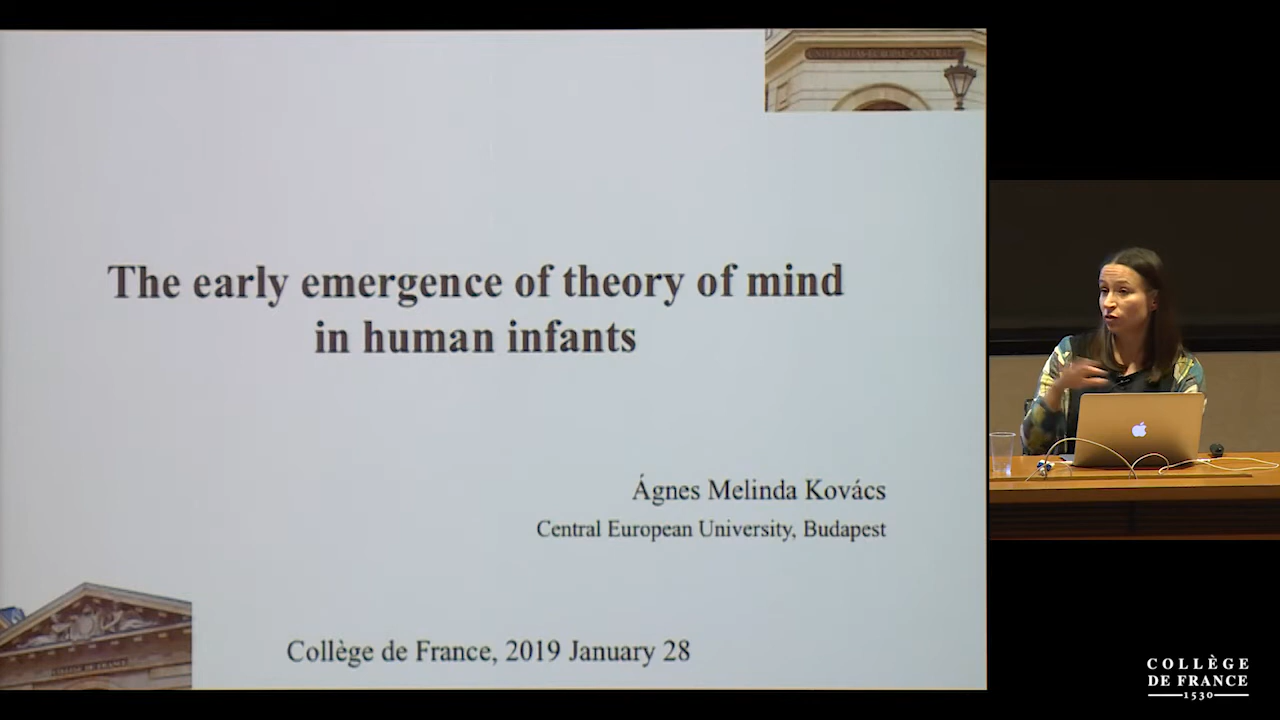 The early emergence of theory of mind
in human infants
Ágnes Melinda Kovács
Central European University, Budapest
Collège de France, 2019 January 28
COLLÈGE
DE FRANCE
1530